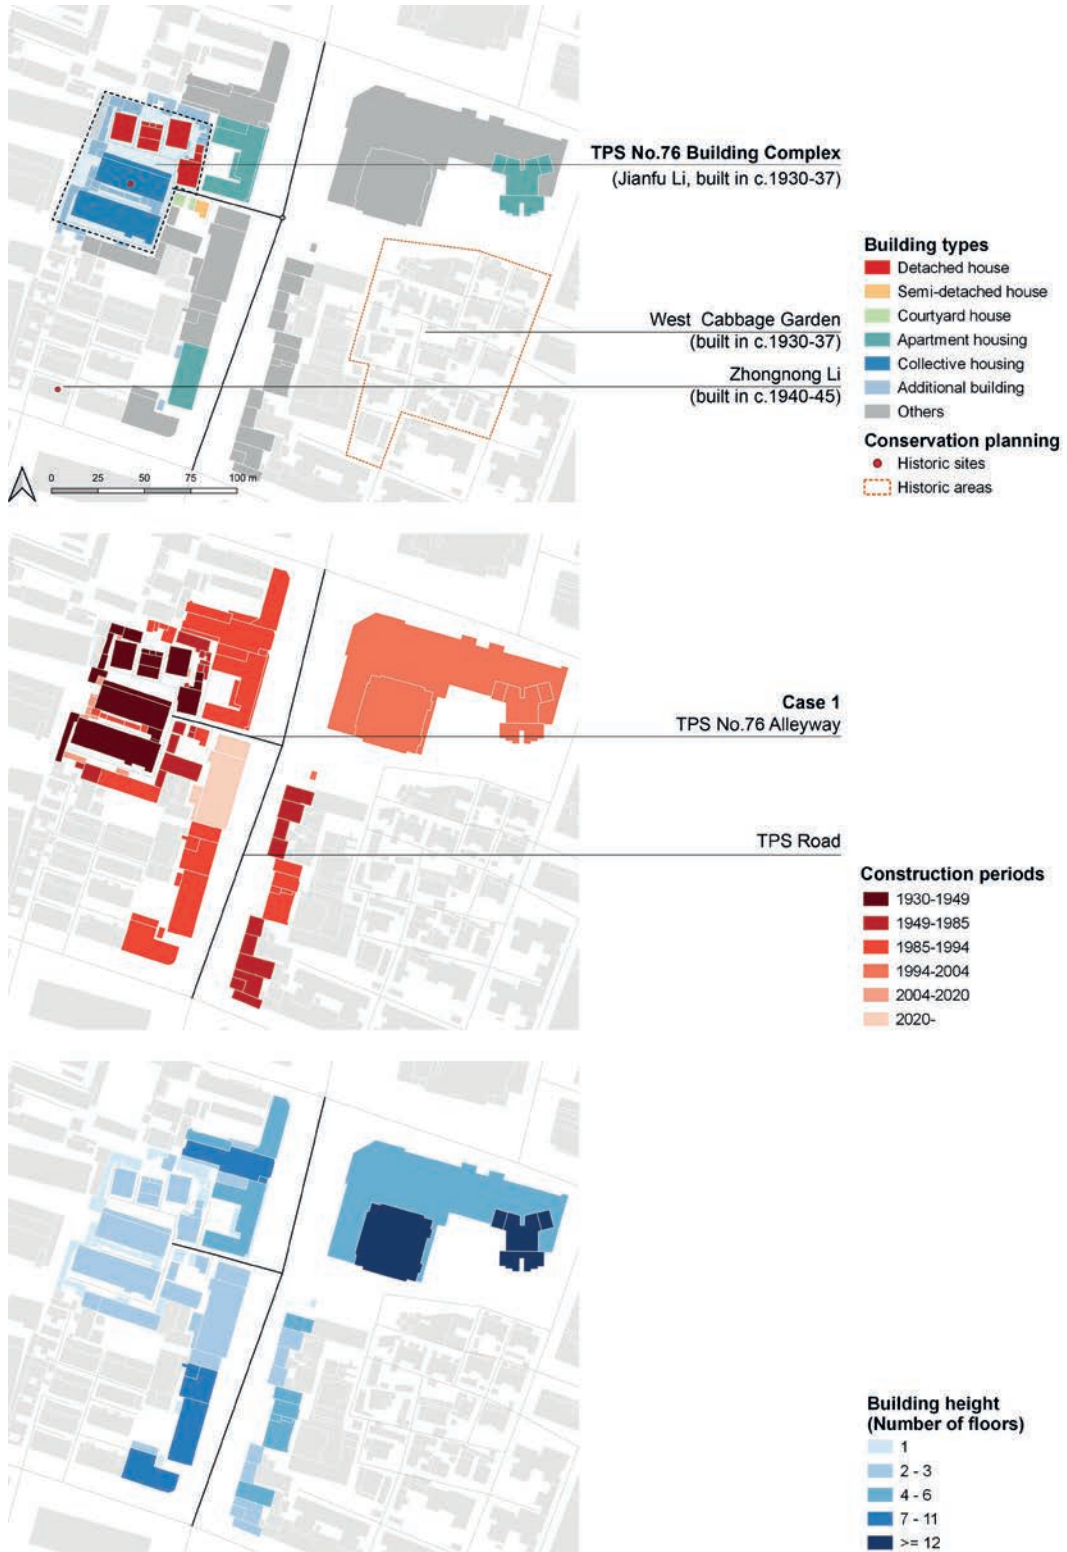 TPS No.76 Building Complex
(Jianfu Li, built in c.1930-37)
Building types
Detached house
Semi-detached house
Courtyard house
Apartment housing
Collective housing
Additional building
Others
Conservation planning
Historic sites
Historic areas
West Cabbage Garden
(built in c.1930-37)
Zhongnong Li
(built in c.1940-45)
0 25 50 75 100 m
Case 1
TPS No.76 Alleyway
TPS Road
Construction periods
1930-1949
1949-1985
1985-1994
1994-2004
2004-2020
2020-
Building height
(Number of floors)
1
2 - 3
4 - 6
7 - 11
>= 12